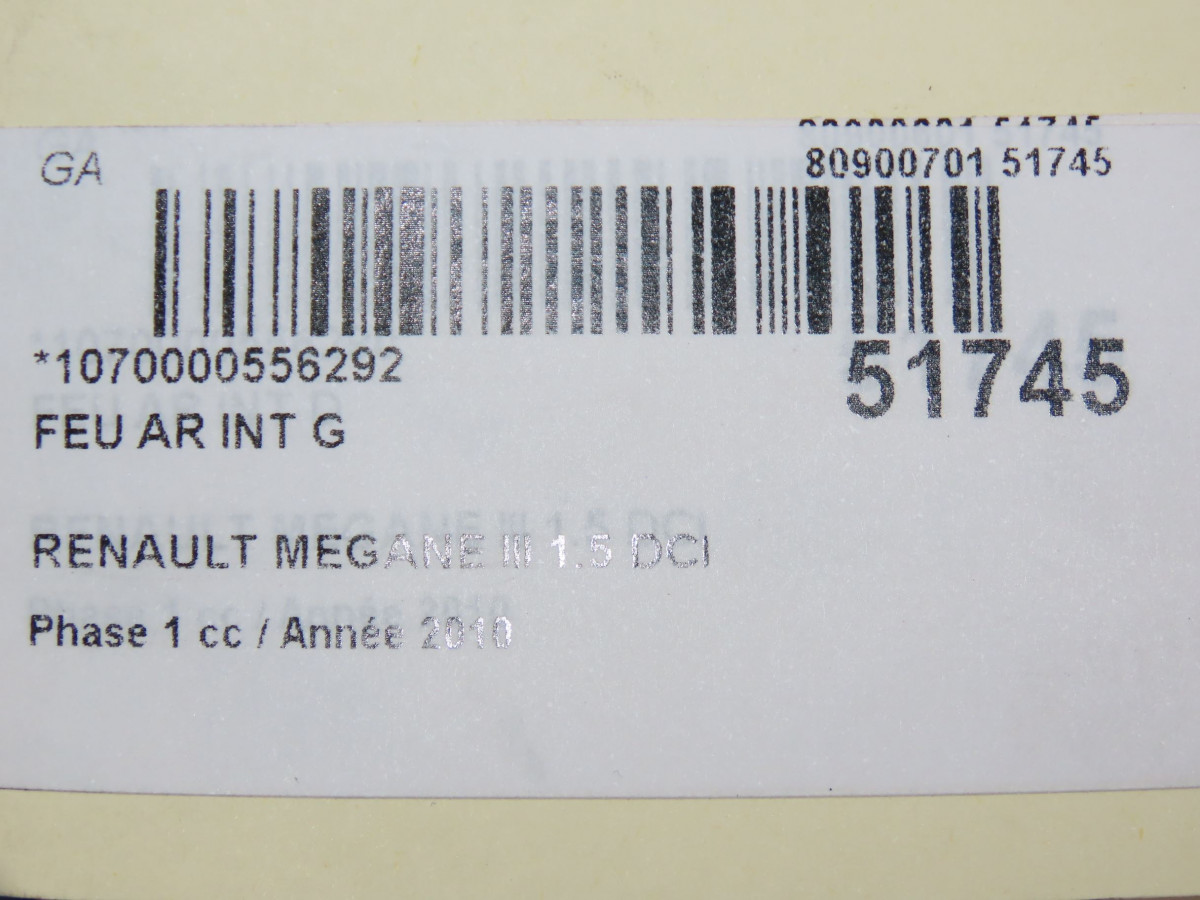 GA
80900701 51745
*1070000556292
51745
FEU AR INT G
RENAULT MEGANE III 1.5 DCI
Phase 1 cc / Année 2010